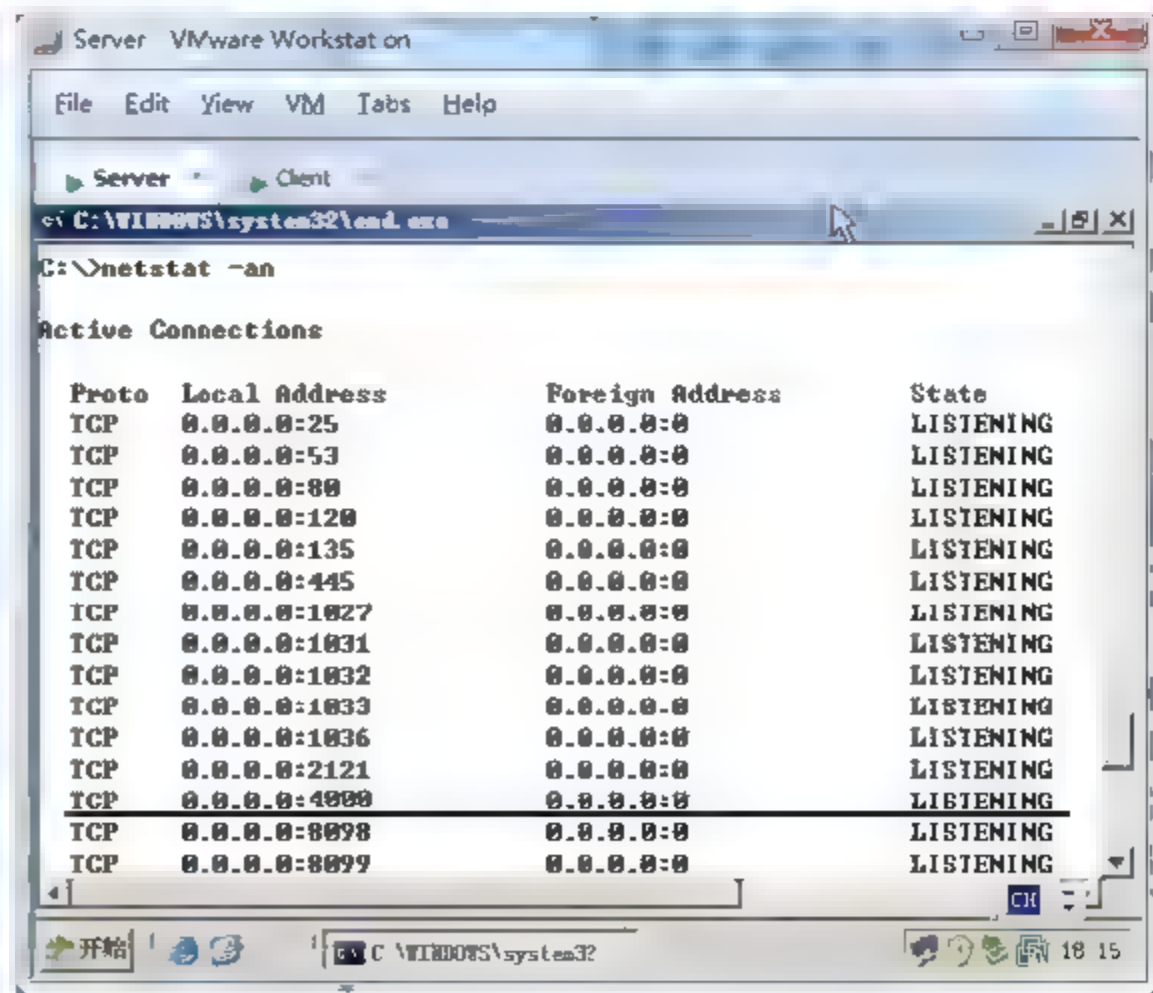 Server VMware Workstat on
File Edit View VM Tabs Help
Server Client
C:\WINDOWS\system32\cmd.exe
C:\>netstat -an
Active Connections
Proto Local Address Foreign Address State
TCP 0.0.0.0:25 0.0.0.0:0 LISTENING
TCP 0.0.0.0:53 0.0.0.0:0 LISTENING
TCP 0.0.0.0:80 0.0.0.0:0 LISTENING
TCP 0.0.0.0:120 0.0.0.0:0 LISTENING
TCP 0.0.0.0:135 0.0.0.0:0 LISTENING
TCP 0.0.0.0:445 0.0.0.0:0 LISTENING
TCP 0.0.0.0:1027 0.0.0.0:0 LISTENING
TCP 0.0.0.0:1031 0.0.0.0:0 LISTENING
TCP 0.0.0.0:1032 0.0.0.0:0 LISTENING
TCP 0.0.0.0:1033 0.0.0.0:0 LISTENING
TCP 0.0.0.0:1036 0.0.0.0:0 LISTENING
TCP 0.0.0.0:2121 0.0.0.0:0 LISTENING
TCP 0.0.0.0:4000 0.0.0.0:0 LISTENING
TCP 0.0.0.0:8098 0.0.0.0:0 LISTENING
TCP 0.0.0.0:8099 0.0.0.0:0 LISTENING
CH
开始 C \WINDOWS\system32 18 15